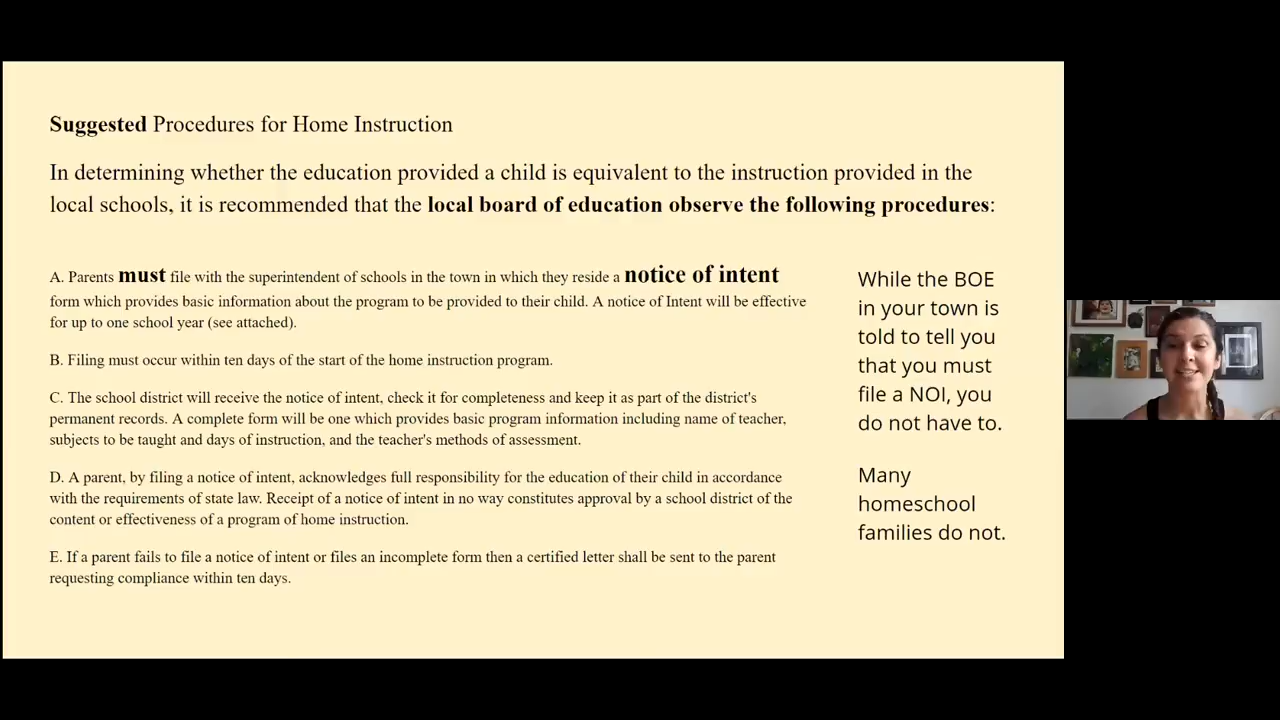 Suggested Procedures for Home Instruction
In determining whether the education provided a child is equivalent to the instruction provided in the
local schools, it is recommended that the local board of education observe the following procedures:
A. Parents must file with the superintendent of schools in the town in which they reside a notice of intent
form which provides basic information about the program to be provided to their child. A notice of Intent will be effective
for up to one school year (see attached).
B. Filing must occur within ten days of the start of the home instruction program.
C. The school district will receive the notice of intent, check it for completeness and keep it as part of the district's
permanent records. A complete form will be one which provides basic program information including name of teacher,
subjects to be taught and days of instruction, and the teacher's methods of assessment.
D. A parent, by filing a notice of intent, acknowledges full responsibility for the education of their child in accordance
with the requirements of state law. Receipt of a notice of intent in no way constitutes approval by a school district of the
content or effectiveness of a program of home instruction.
E. If a parent fails to file a notice of intent or files an incomplete form then a certified letter shall be sent to the parent
requesting compliance within ten days.
While the BOE
in your town is
told to tell you
that you must
file a NOI, you
do not have to.
Many
homeschool
families do not.